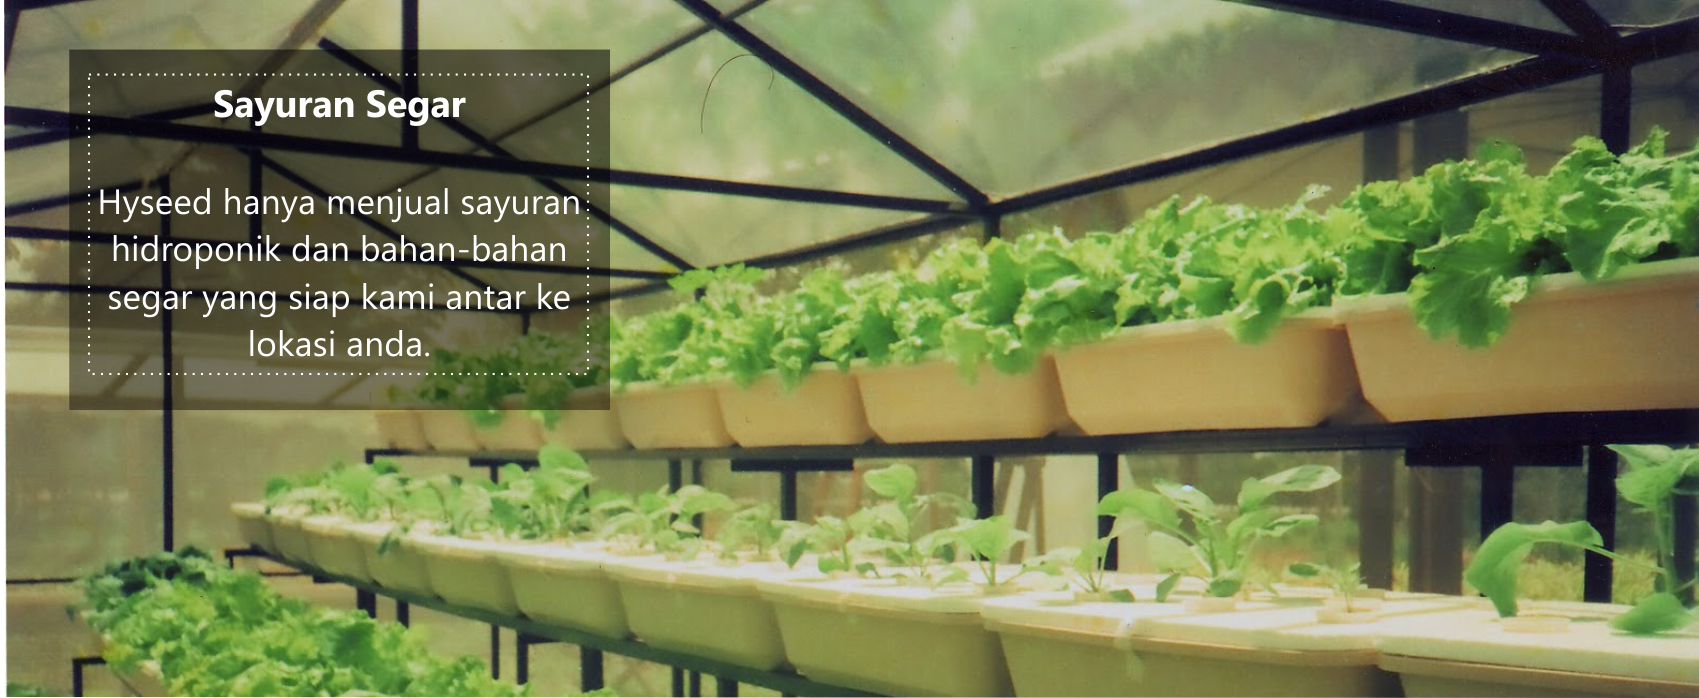 Sayuran Segar
Hyseed hanya menjual sayuran
hidroponik dan bahan-bahan
segar yang siap kami antar ke
lokasi anda.